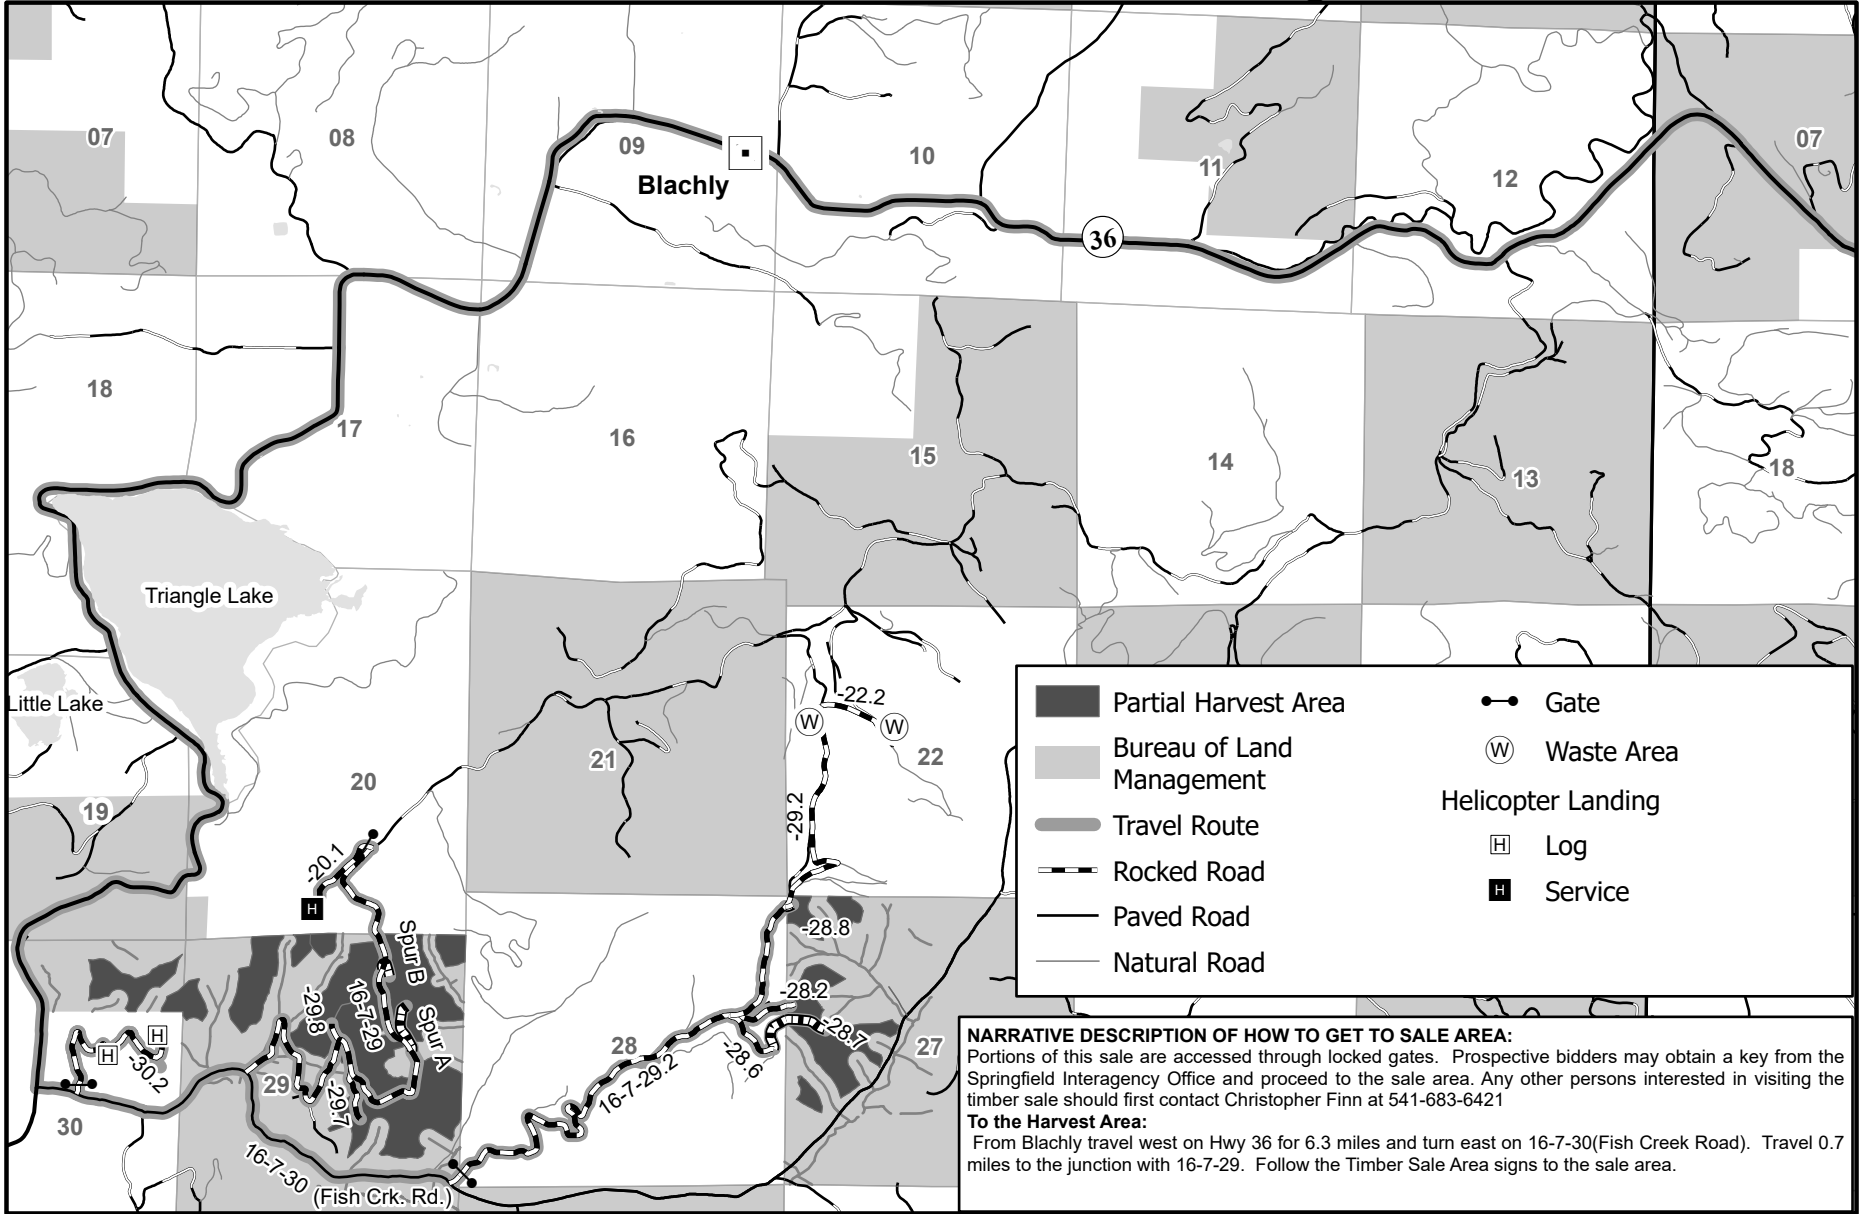 07
08
09
Blachly
10
11
12
07
36
18
17
16
15
14
13
18
Triangle Lake
Little Lake
19
20
21
22
-22.2
W
W
-29.2
-20.1
H
Spur B
-28.8
-28.2
-28.7
-28.6
27
28
16-7-29.2
-29.8
16-7-29
Spur A
29
-29.7
H
H
-30.2
30
16-7-30
(Fish Crk. Rd.)
Partial Harvest Area
Bureau of Land
Management
Travel Route
Rocked Road
Paved Road
Natural Road
Gate
W Waste Area
Helicopter Landing
H Log
H Service
NARRATIVE DESCRIPTION OF HOW TO GET TO SALE AREA:
Portions of this sale are accessed through locked gates. Prospective bidders may obtain a key from the
Springfield Interagency Office and proceed to the sale area. Any other persons interested in visiting the
timber sale should first contact Christopher Finn at 541-683-6421
To the Harvest Area:
From Blachly travel west on Hwy 36 for 6.3 miles and turn east on 16-7-30(Fish Creek Road). Travel 0.7
miles to the junction with 16-7-29. Follow the Timber Sale Area signs to the sale area.